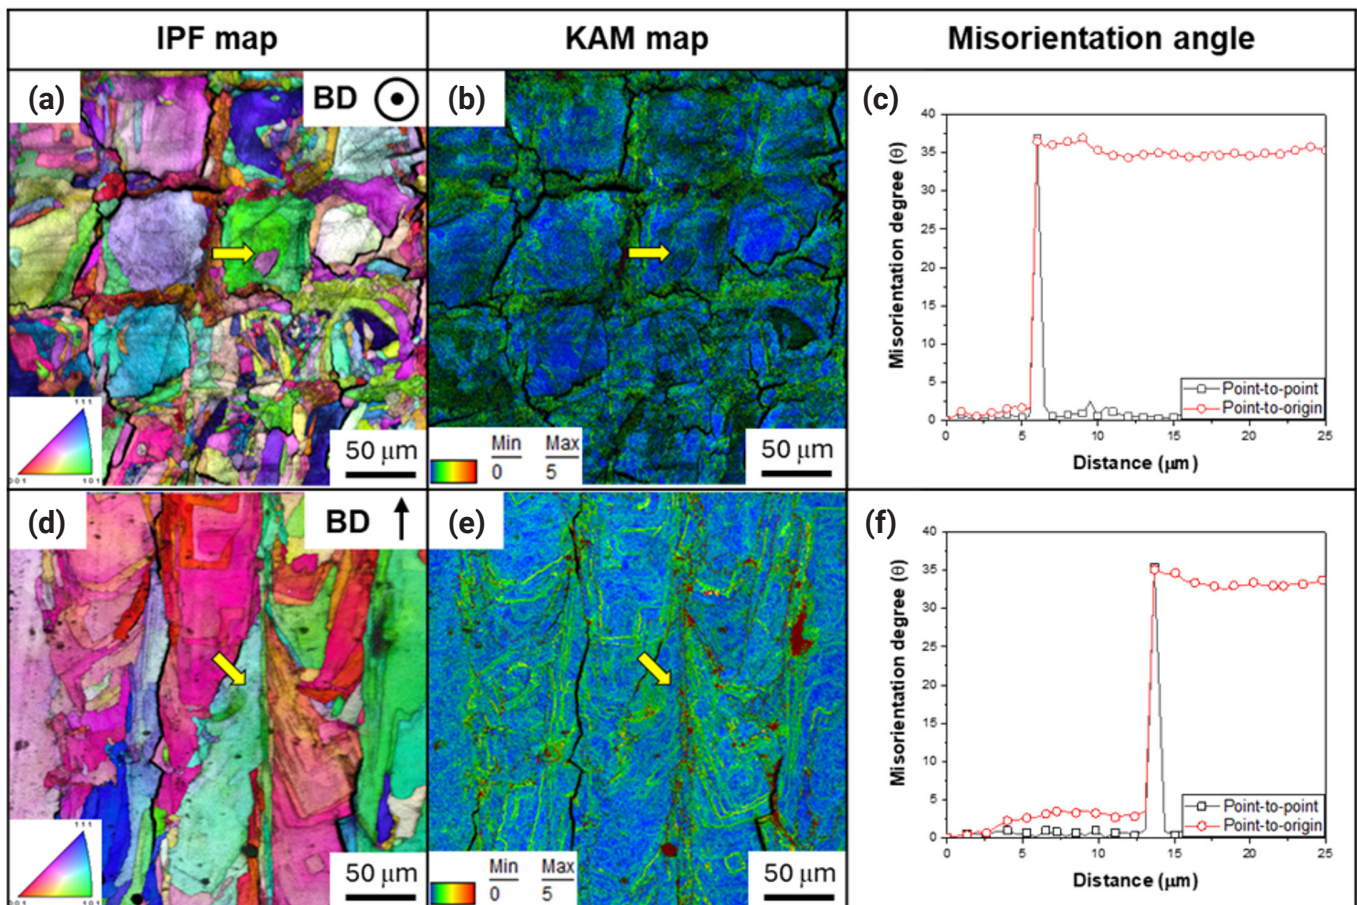 IPF map
KAM map
Misorientation angle
(a)
BD
111
001
101
50 μm
(b)
Min Max
0 5
50 μm
(c)
Misorientation degree (θ)
40
35
30
25
20
15
10
5
0
0 5 10 15 20 25
Distance (μm)
Point-to-point
Point-to-origin
(d)
BD
111
001
101
50 μm
(e)
Min Max
0 5
50 μm
(f)
Misorientation degree (θ)
40
35
30
25
20
15
10
5
0
0 5 10 15 20 25
Distance (μm)
Point-to-point
Point-to-origin